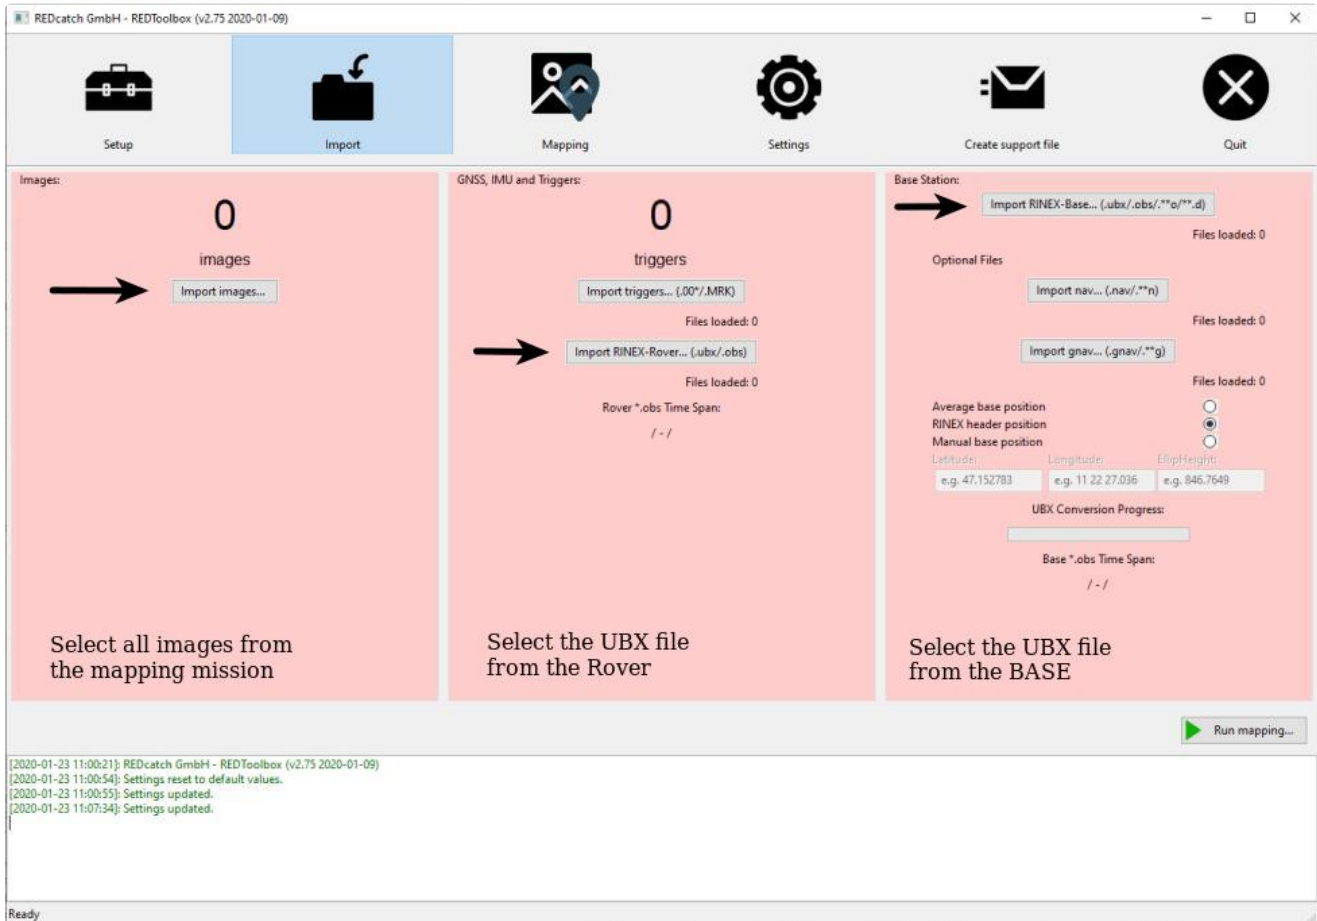 REDcatch GmbH - REDToolbox (v2.75 2020-01-09)
Setup
Import
Mapping
Settings
Create support file
Quit
Images:
0
images
Import images...
Select all images from
the mapping mission
GNSS, IMU and Triggers:
0
triggers
Import triggers... (.00*/.MRK)
Files loaded: 0
Import RINEX-Rover... (.ubx/.obs)
Files loaded: 0
Rover *.obs Time Span:
/ - /
Select the UBX file
from the Rover
Base Station:
Import RINEX-Base... (.ubx/.obs/.**o/**.d)
Files loaded: 0
Optional Files
Import nav... (.nav/.**n)
Files loaded: 0
Import gnav... (.gnav/.**g)
Files loaded: 0
Average base position
RINEX header position
Manual base position
Latitude: Longitude: EllipHeight:
e.g. 47.152783 e.g. 11 22 27.036 e.g. 846.7649
UBX Conversion Progress:
Base *.obs Time Span:
/ - /
Select the UBX file
from the BASE
Run mapping...
[2020-01-23 11:00:21]: REDcatch GmbH - REDToolbox (v2.75 2020-01-09)
[2020-01-23 11:00:54]: Settings reset to default values.
[2020-01-23 11:00:55]: Settings updated.
[2020-01-23 11:07:34]: Settings updated.
Ready